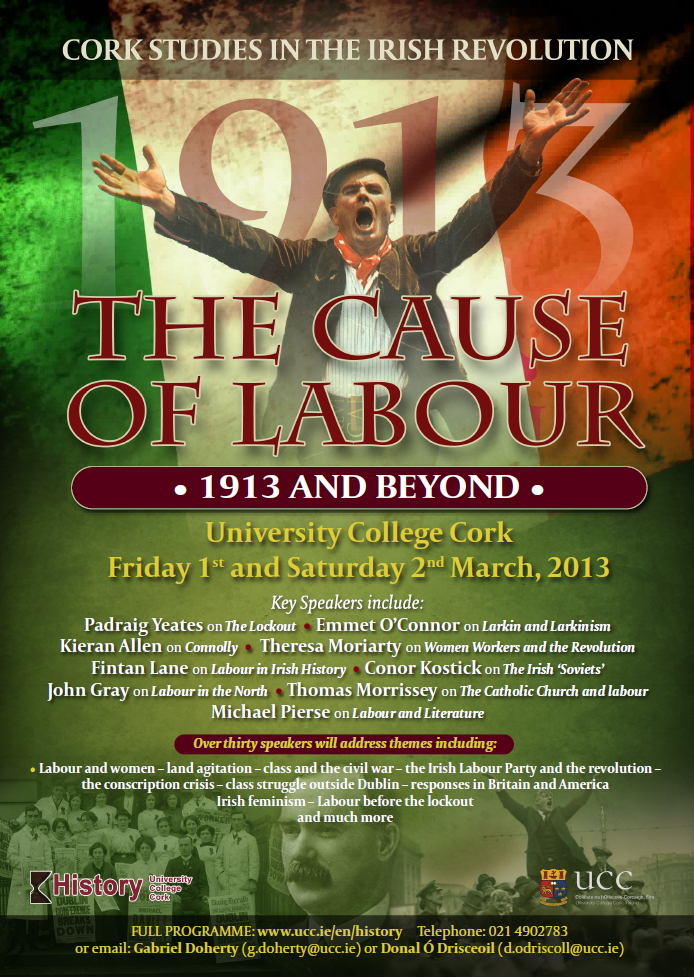 CORK STUDIES IN THE IRISH REVOLUTION
1913
THE CAUSE
OF LABOUR
• 1913 AND BEYOND •
University College Cork
Friday 1st and Saturday 2nd March, 2013
Key Speakers include:
Padraig Yeates on The Lockout • Emmet O'Connor on Larkin and Larkinism
Kieran Allen on Connolly • Theresa Moriarty on Women Workers and the Revolution
Fintan Lane on Labour in Irish History • Conor Kostick on The Irish 'Soviets'
John Gray on Labour in the North • Thomas Morrissey on The Catholic Church and labour
Michael Pierse on Labour and Literature
Over thirty speakers will address themes including:
• Labour and women – land agitation – class and the civil war – the Irish Labour Party and the revolution –
the conscription crisis – class struggle outside Dublin – responses in Britain and America
Irish feminism – Labour before the lockout
and much more
History University
College
Cork
DUBLIN
CONFERENCE
BREAKS
DOWN
UCC
FULL PROGRAMME: www.ucc.ie/en/history Telephone: 021 4902783
or email: Gabriel Doherty (g.doherty@ucc.ie) or Donal Ó Drisceoil (d.odriscoll@ucc.ie)